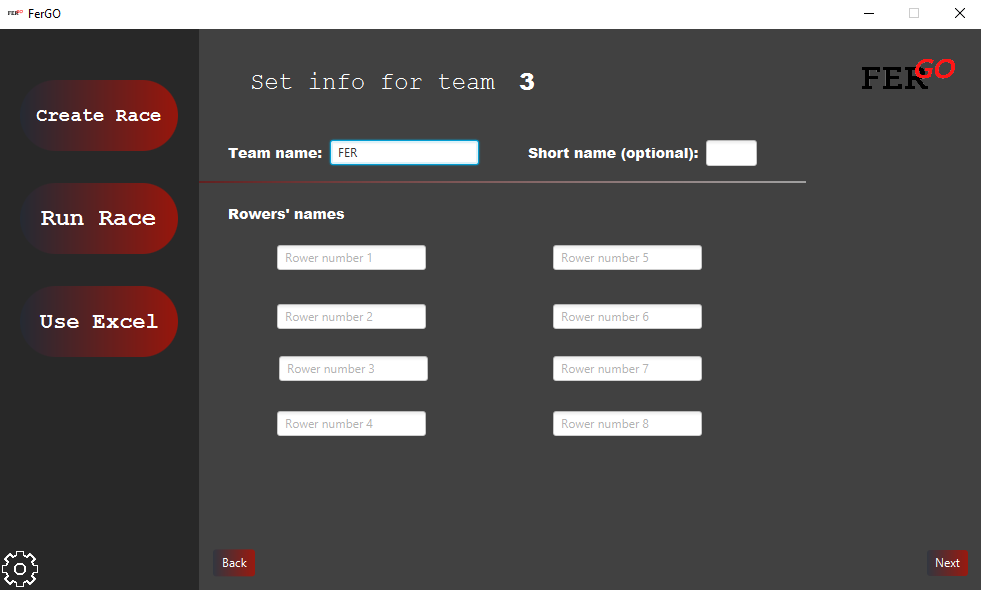 FERGO FerGO
Create Race
Run Race
Use Excel
Set info for team 3
FERGO
Team name: FER Short name (optional):
Rowers' names
Rower number 1 Rower number 5
Rower number 2 Rower number 6
Rower number 3 Rower number 7
Rower number 4 Rower number 8
Back Next